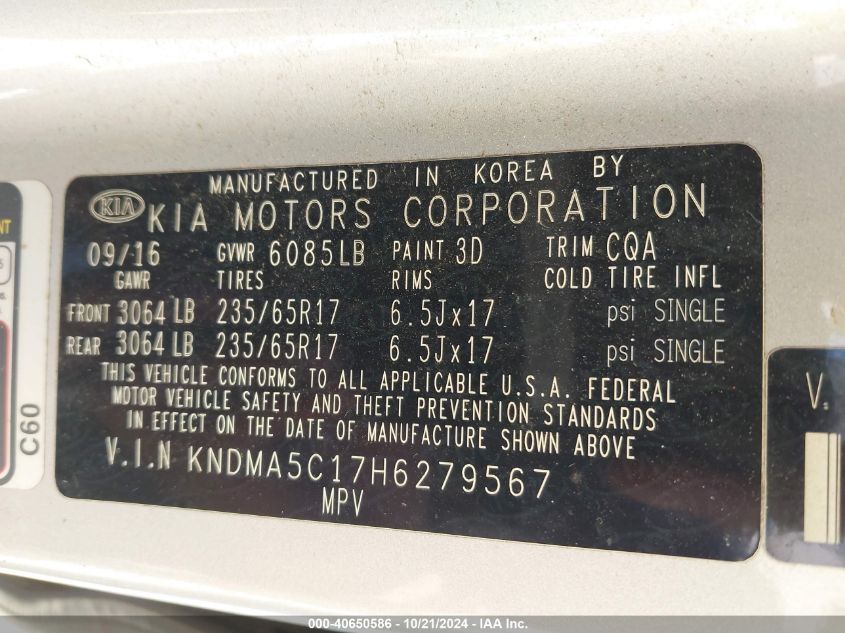 MANUFACTURED IN KOREA BY
KIA KIA MOTORS CORPORATION
09/16 GVWR 6085LB PAINT 3D TRIM CQA
GAWR TIRES RIMS COLD TIRE INFL
FRONT 3064 LB 235/65R17 6.5Jx17 psi SINGLE
REAR 3064 LB 235/65R17 6.5Jx17 psi SINGLE
THIS VEHICLE CONFORMS TO ALL APPLICABLE U.S.A. FEDERAL
MOTOR VEHICLE SAFETY AND THEFT PREVENTION STANDARDS
IN EFFECT ON THE DATE OF MANUFACTURE SHOWN ABOVE
V.I.N KNDMA5C17H6279567
MPV
C60
V.
000-40650586 - 10/21/2024 - IAA Inc.